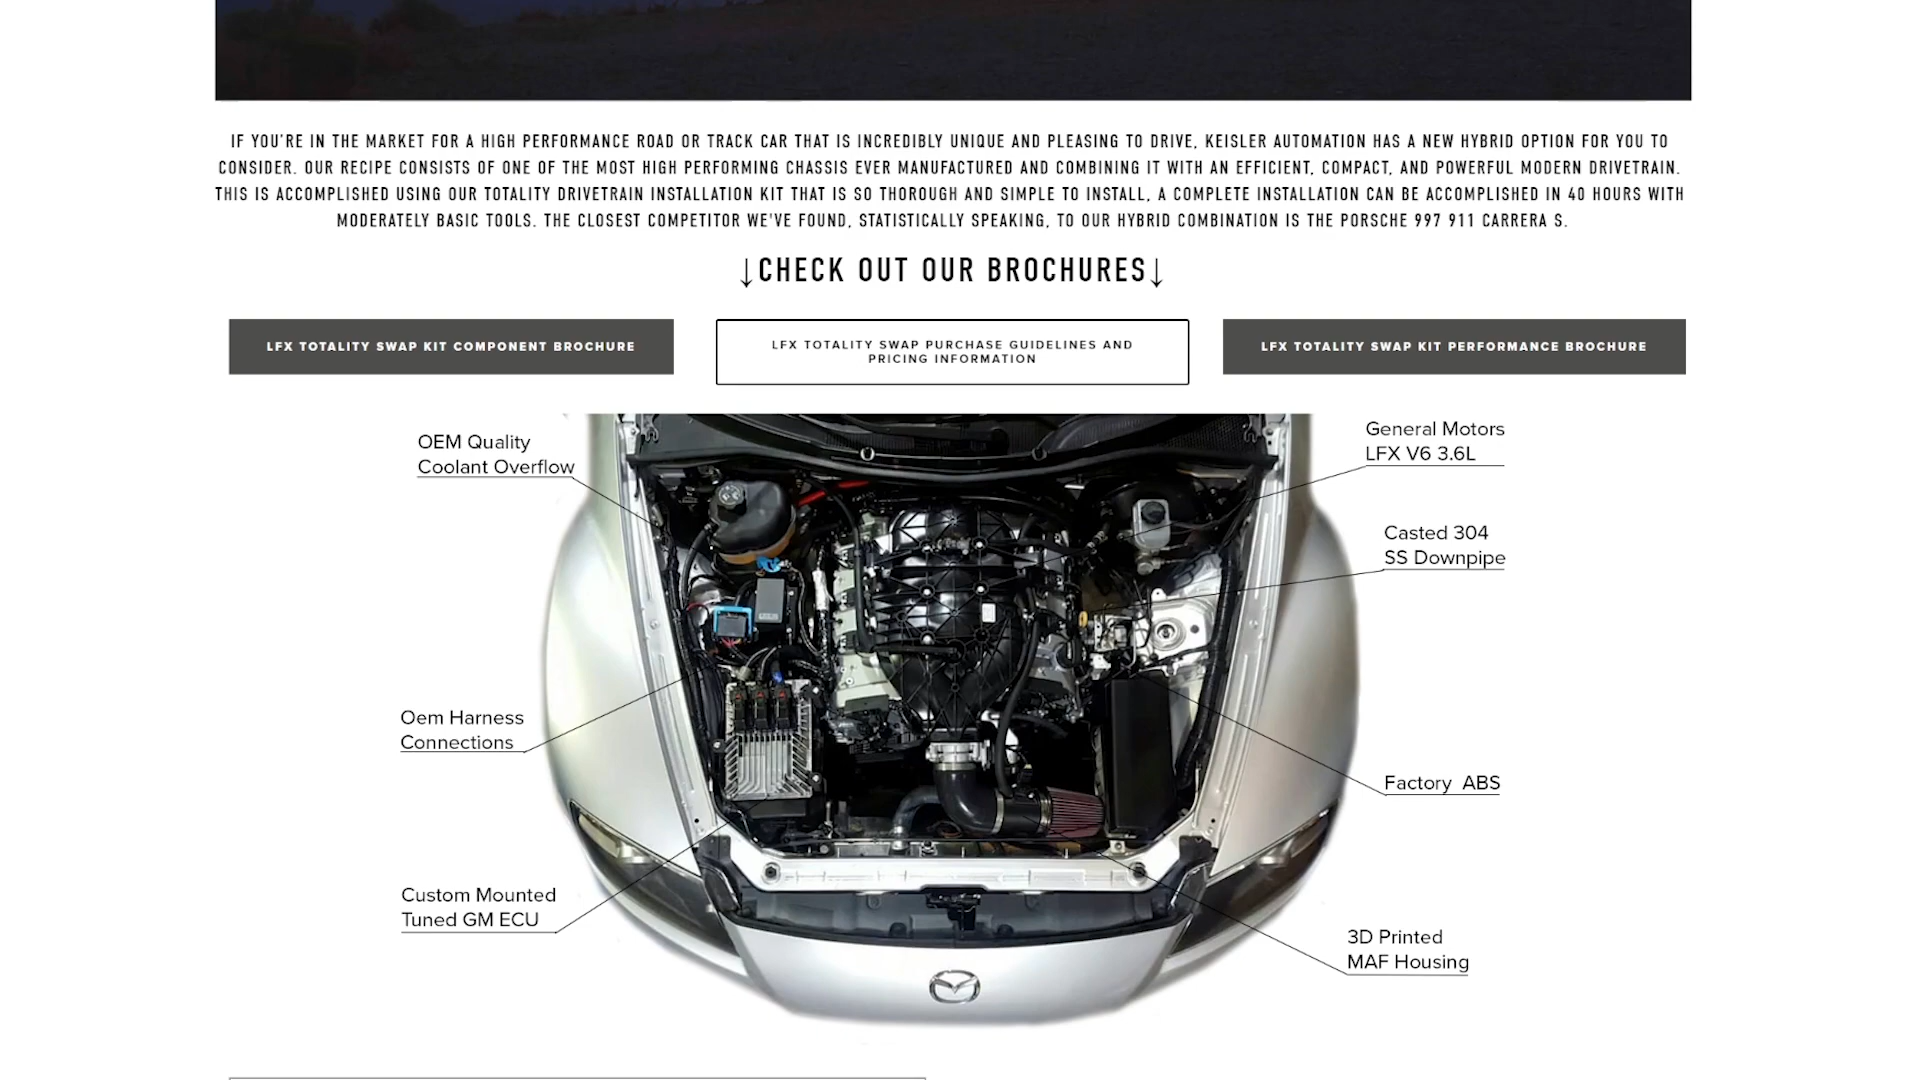 IF YOU'RE IN THE MARKET FOR A HIGH PERFORMANCE ROAD OR TRACK CAR THAT IS INCREDIBLY UNIQUE AND PLEASING TO DRIVE, KEISLER AUTOMATION HAS A NEW HYBRID OPTION FOR YOU TO
CONSIDER. OUR RECIPE CONSISTS OF ONE OF THE MOST HIGH PERFORMING CHASSIS EVER MANUFACTURED AND COMBINING IT WITH AN EFFICIENT, COMPACT, AND POWERFUL MODERN DRIVETRAIN.
THIS IS ACCOMPLISHED USING OUR TOTALITY DRIVETRAIN INSTALLATION KIT THAT IS SO THOROUGH AND SIMPLE TO INSTALL, A COMPLETE INSTALLATION CAN BE ACCOMPLISHED IN 40 HOURS WITH
MODERATELY BASIC TOOLS. THE CLOSEST COMPETITOR WE'VE FOUND, STATISTICALLY SPEAKING, TO OUR HYBRID COMBINATION IS THE PORSCHE 997 911 CARRERA S.
↓CHECK OUT OUR BROCHURES↓
LFX TOTALITY SWAP KIT COMPONENT BROCHURE
LFX TOTALITY SWAP PURCHASE GUIDELINES AND
PRICING INFORMATION
LFX TOTALITY SWAP KIT PERFORMANCE BROCHURE
OEM Quality
Coolant Overflow
General Motors
LFX V6 3.6L
Casted 304
SS Downpipe
Oem Harness
Connections
Factory ABS
Custom Mounted
Tuned GM ECU
3D Printed
MAF Housing